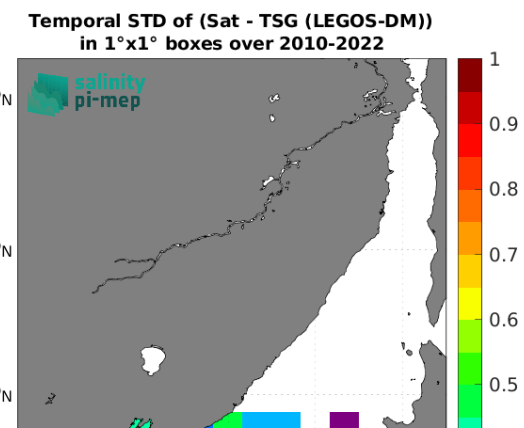 Temporal STD of (Sat - TSG (LEGOS-DM))
in 1°x1° boxes over 2010-2022
salinity
pi-mep
1
0.9
0.8
0.7
0.6
0.5
N
N
N